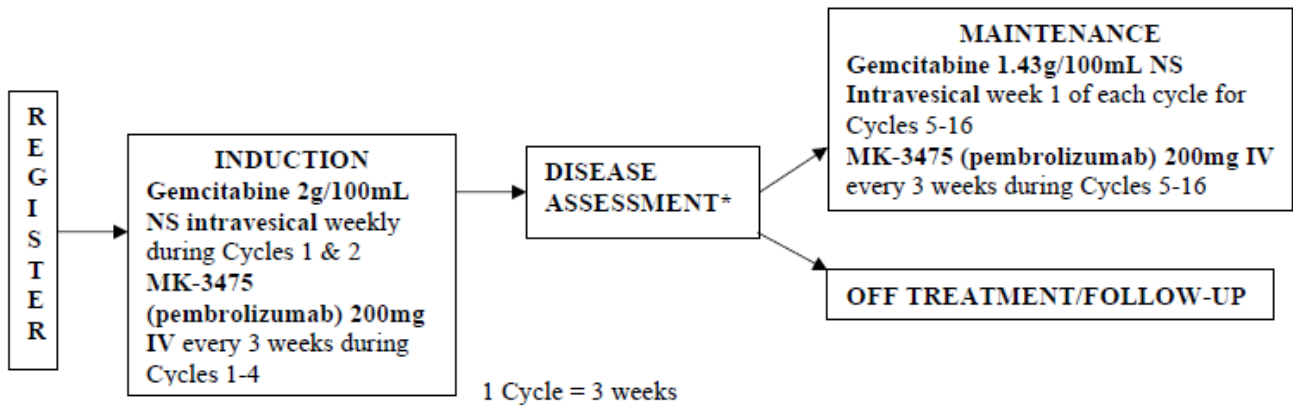 REGISTER
INDUCTION
Gemcitabine 2g/100mL
NS intravesical weekly
during Cycles 1 & 2
MK-3475
(pembrolizumab) 200mg
IV every 3 weeks during
Cycles 1-4
1 Cycle = 3 weeks
DISEASE
ASSESSMENT*
MAINTENANCE
Gemcitabine 1.43g/100mL NS
Intravesical week 1 of each cycle for
Cycles 5-16
MK-3475 (pembrolizumab) 200mg IV
every 3 weeks during Cycles 5-16
OFF TREATMENT/FOLLOW-UP